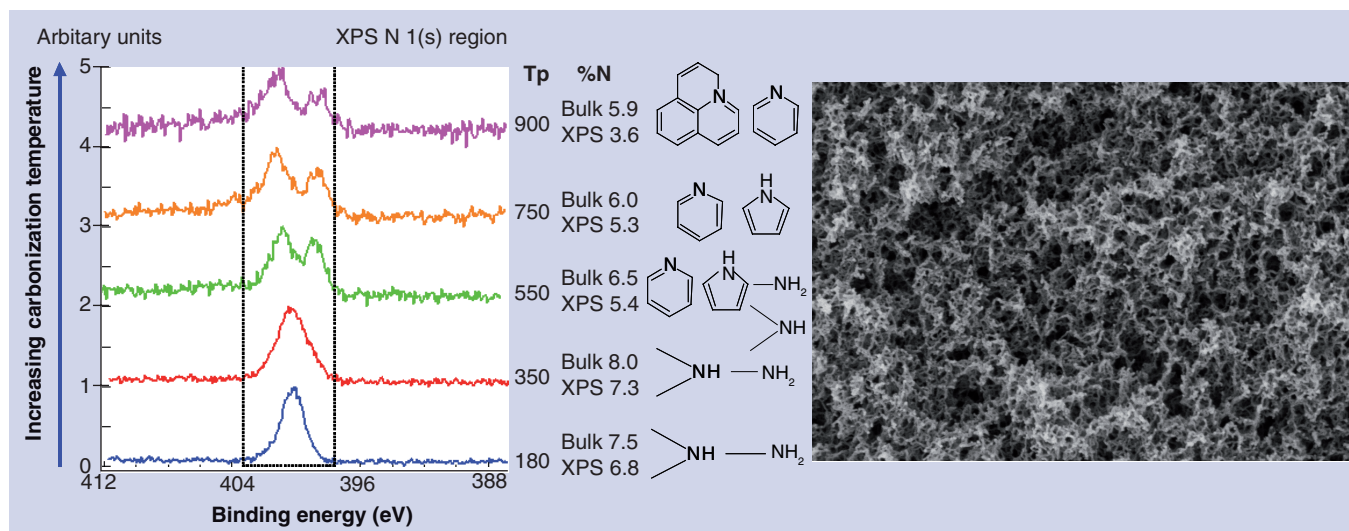 Arbitary units
XPS N 1(s) region
Increasing carbonization temperature
5
4
3
2
1
0
412
404
396
388
Binding energy (eV)
Tp %N
900
Bulk 5.9
XPS 3.6
N
N
750
Bulk 6.0
XPS 5.3
N
H
N
550
Bulk 6.5
XPS 5.4
N
NH
NH₂
NH
350
Bulk 8.0
XPS 7.3
NH
NH₂
180
Bulk 7.5
XPS 6.8
NH
NH₂